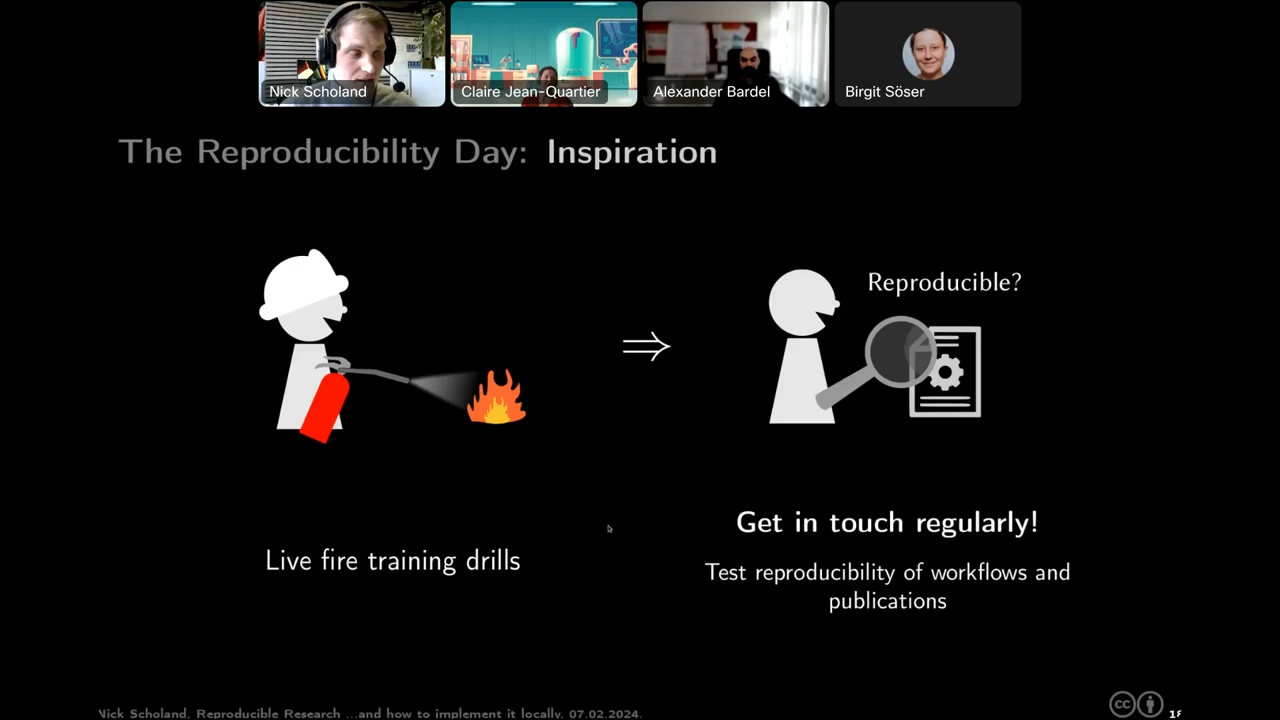 Nick Scholand
Claire Jean-Quartier
Alexander Bardel
Birgit Söser
The Reproducibility Day: Inspiration
Reproducible?
Live fire training drills
Get in touch regularly!
Test reproducibility of workflows and
publications
Nick Scholand, Reproducible Research ...and how to implement it locally, 07.02.2024.
cc